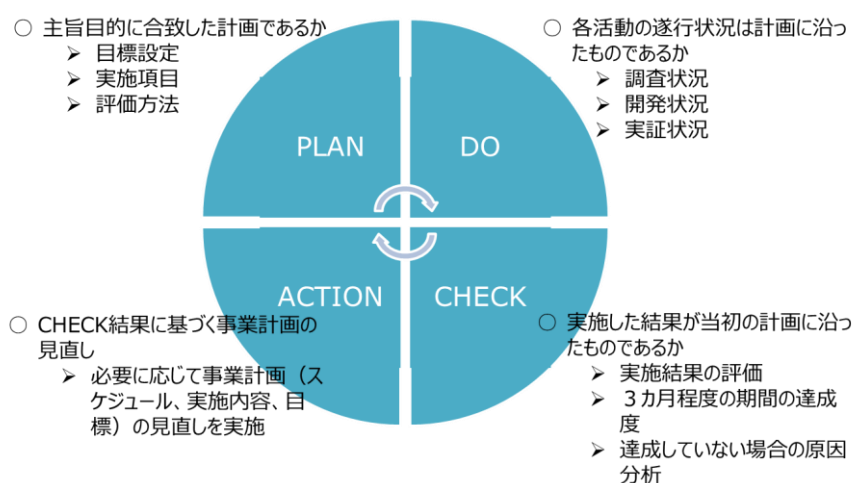 ○ 主旨目的に合致した計画であるか
➢ 目標設定
➢ 実施項目
➢ 評価方法
○ 各活動の遂行状況は計画に沿っ
たものであるか
➢ 調査状況
➢ 開発状況
➢ 実証状況
PLAN
DO
ACTION
CHECK
○ CHECK結果に基づく事業計画の
見直し
➢ 必要に応じて事業計画（ス
ケジュール、実施内容、目
標）の見直しを実施
○ 実施した結果が当初の計画に沿っ
たものであるか
➢ 実施結果の評価
➢ ３カ月程度の期間の達成
度
➢ 達成していない場合の原因
分析